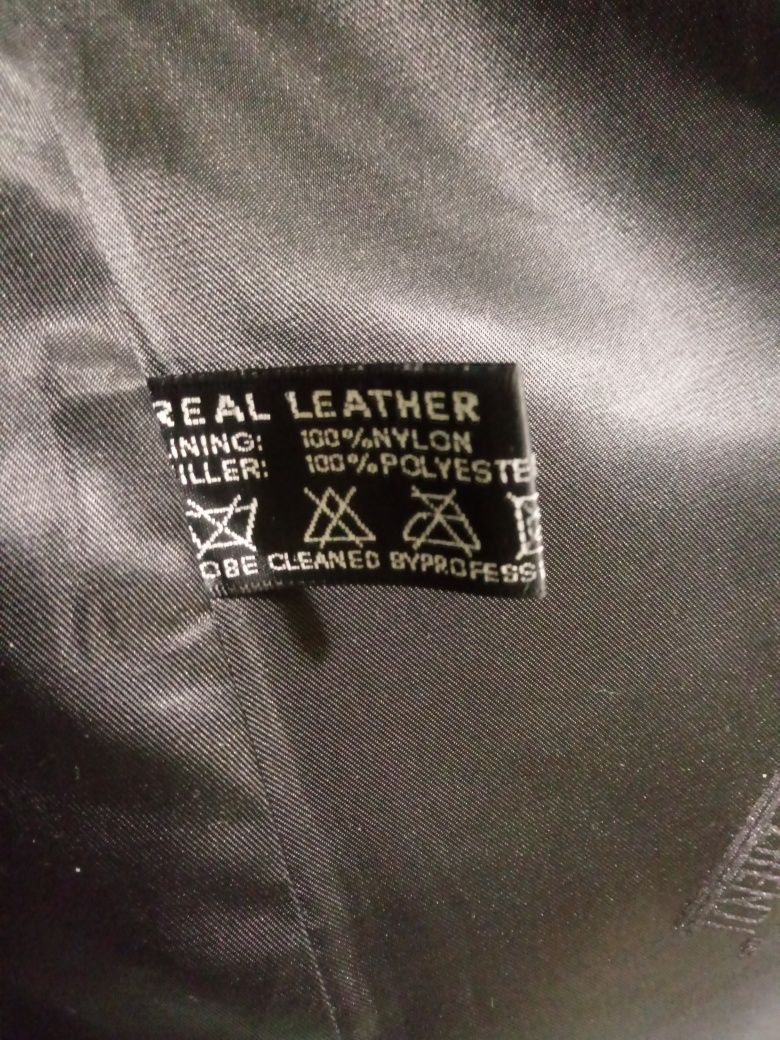 REAL LEATHER
INING: 100%NYLON
ILLER: 100%POLYESTE
OBE CLEANED BYPROFESS